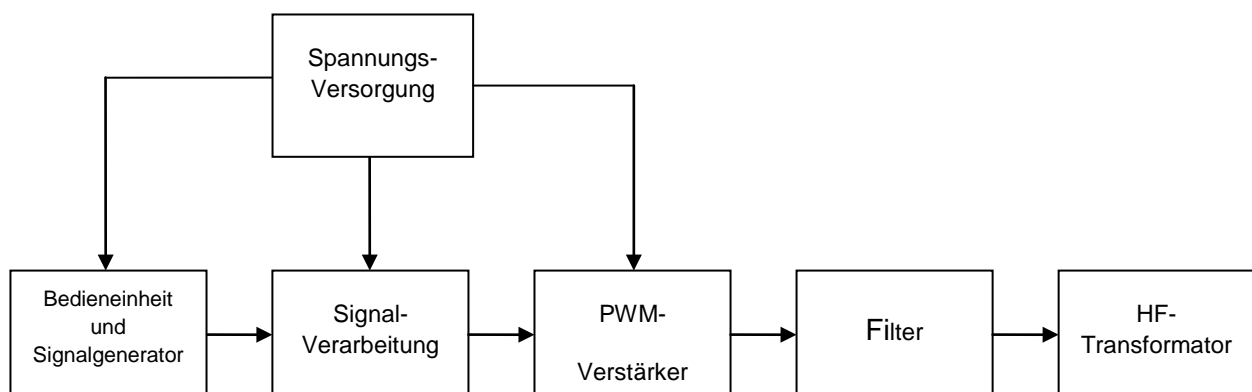 Spannungs-
Versorgung
Bedieneinheit
und
Signalgenerator
Signal-
Verarbeitung
PWM-
Verstärker
Filter
HF-
Transformator